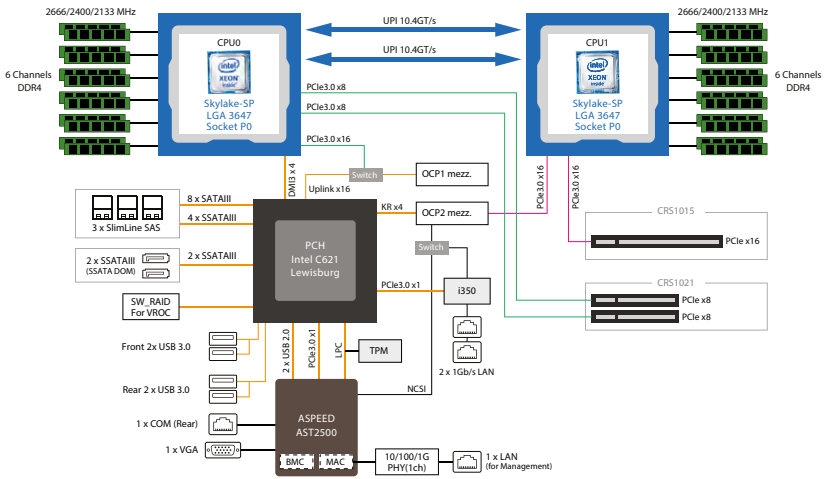 2666/2400/2133 MHz
UPI 10.4GT/s
2666/2400/2133 MHz
CPU0
CPU1
UPI 10.4GT/s
intel
XEON
inside
intel
XEON
inside
6 Channels
DDR4
6 Channels
DDR4
PCIe3.0 x8
Skylake-SP
LGA 3647
Socket P0
Skylake-SP
LGA 3647
Socket P0
PCIe3.0 x8
PCIe3.0 x16
DMI3 x 4
Switch
OCP1 mezz.
Uplink x16
PCIe3.0 x16
PCIe3.0 x16
8 x SATAIII
4 x SSATAIII
3 x SlimLine SAS
KR x4
OCP2 mezz.
CRS1015
PCIe x16
PCH
Intel C621
Lewisburg
Switch
2 x SSATAIII
(SSATA DOM)
2 x SSATAIII
PCIe3.0 x1
i350
CRS1021
PCIe x8
PCIe x8
SW_RAID
For VROC
Front 2x USB 3.0
2 x USB 2.0
PCIe3.0 x1
LPC
TPM
2 x 1Gb/s LAN
Rear 2 x USB 3.0
NCSI
1 x COM (Rear)
ASPEED
AST2500
1 x VGA
BMC
MAC
10/100/1G
PHY(1ch)
1 x LAN
(for Management)